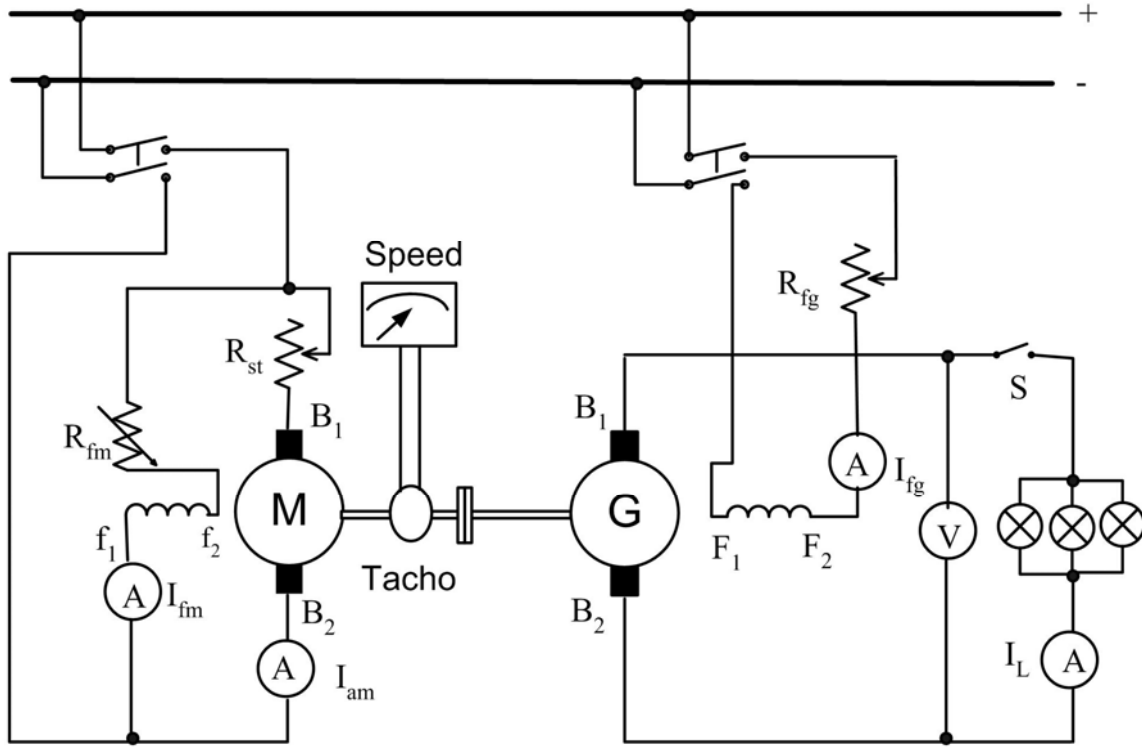 +
-
Speed
R_fg
R_st
S
B_1
B_1
R_fm
A
I_fg
M
G
V
f_1
f_2
F_1
F_2
Tacho
A
I_fm
B_2
B_2
A
I_am
I_L
A